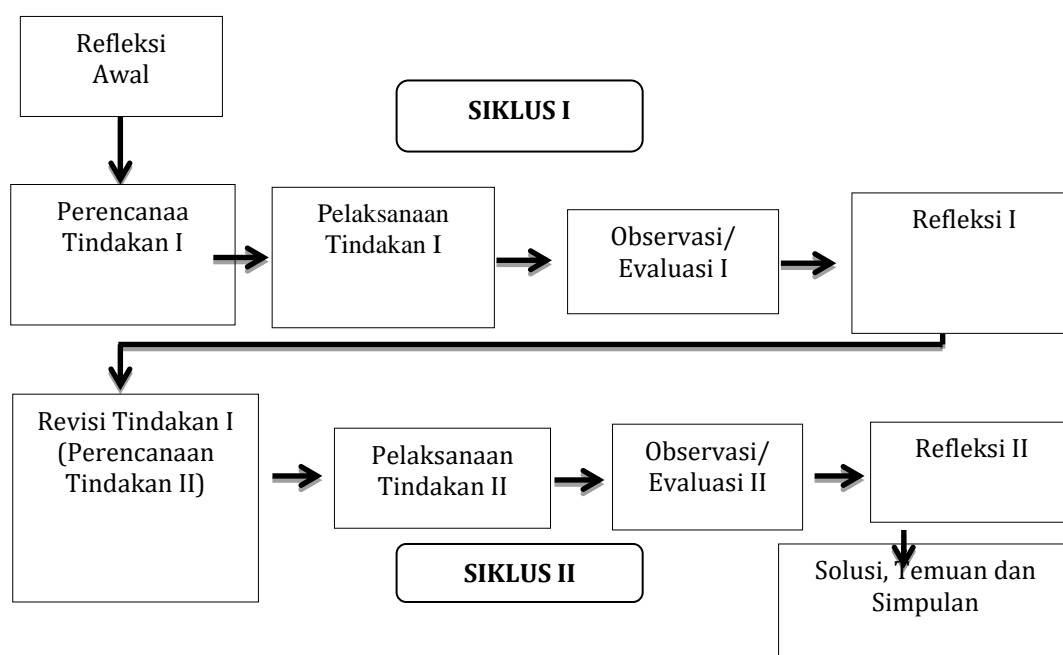 Refleksi
Awal
SIKLUS I
Perencanaa
Tindakan I
Pelaksanaan
Tindakan I
Observasi/
Evaluasi I
Refleksi I
Revisi Tindakan I
(Perencanaan
Tindakan II)
Pelaksanaan
Tindakan II
Observasi/
Evaluasi II
Refleksi II
SIKLUS II
Solusi, Temuan dan
Simpulan